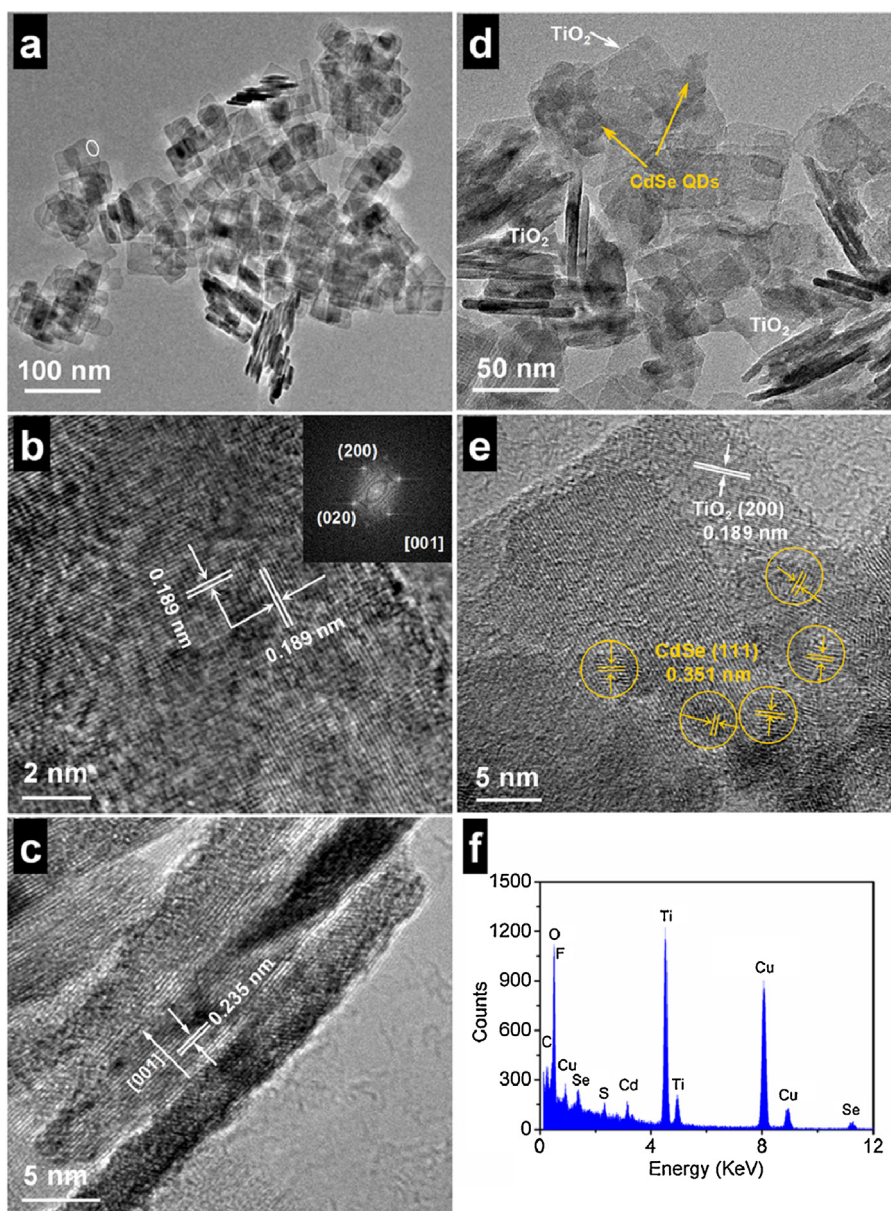 a
100 nm
b
(200)
(020)
[001]
0.189 nm
0.189 nm
2 nm
c
0.235 nm
[001]
5 nm
d
TiO₂
CdSe QDs
TiO₂
TiO₂
50 nm
e
TiO₂ (200)
0.189 nm
CdSe (111)
0.351 nm
5 nm
f
1500
1200
900
600
300
0
Counts
O
F
C
Cu
Se
S
Cd
Ti
Ti
Cu
Cu
Se
0 4 8 12
Energy (KeV)